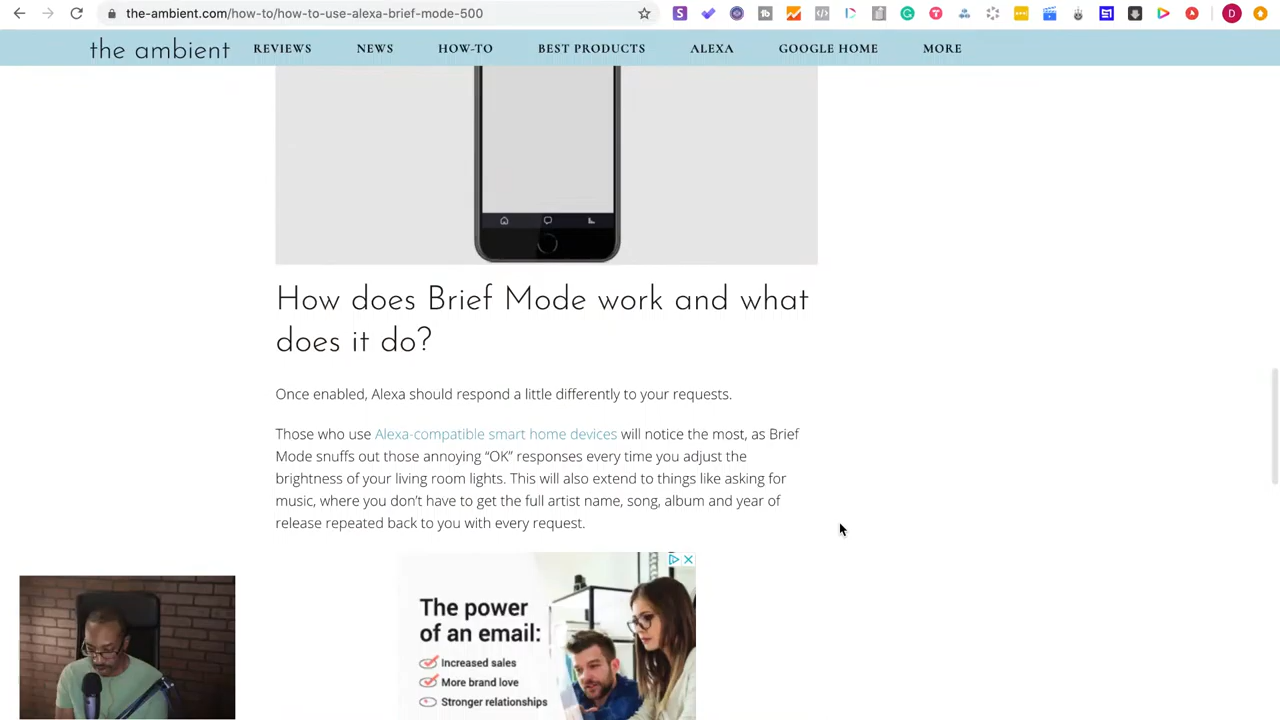 the-ambient.com/how-to/how-to-use-alexa-brief-mode-500
D
the ambient REVIEWS NEWS HOW-TO BEST PRODUCTS ALEXA GOOGLE HOME MORE
How does Brief Mode work and what
does it do?
Once enabled, Alexa should respond a little differently to your requests.
Those who use Alexa-compatible smart home devices will notice the most, as Brief
Mode snuffs out those annoying “OK” responses every time you adjust the
brightness of your living room lights. This will also extend to things like asking for
music, where you don’t have to get the full artist name, song, album and year of
release repeated back to you with every request.
The power
of an email:
Increased sales
More brand love
Stronger relationships